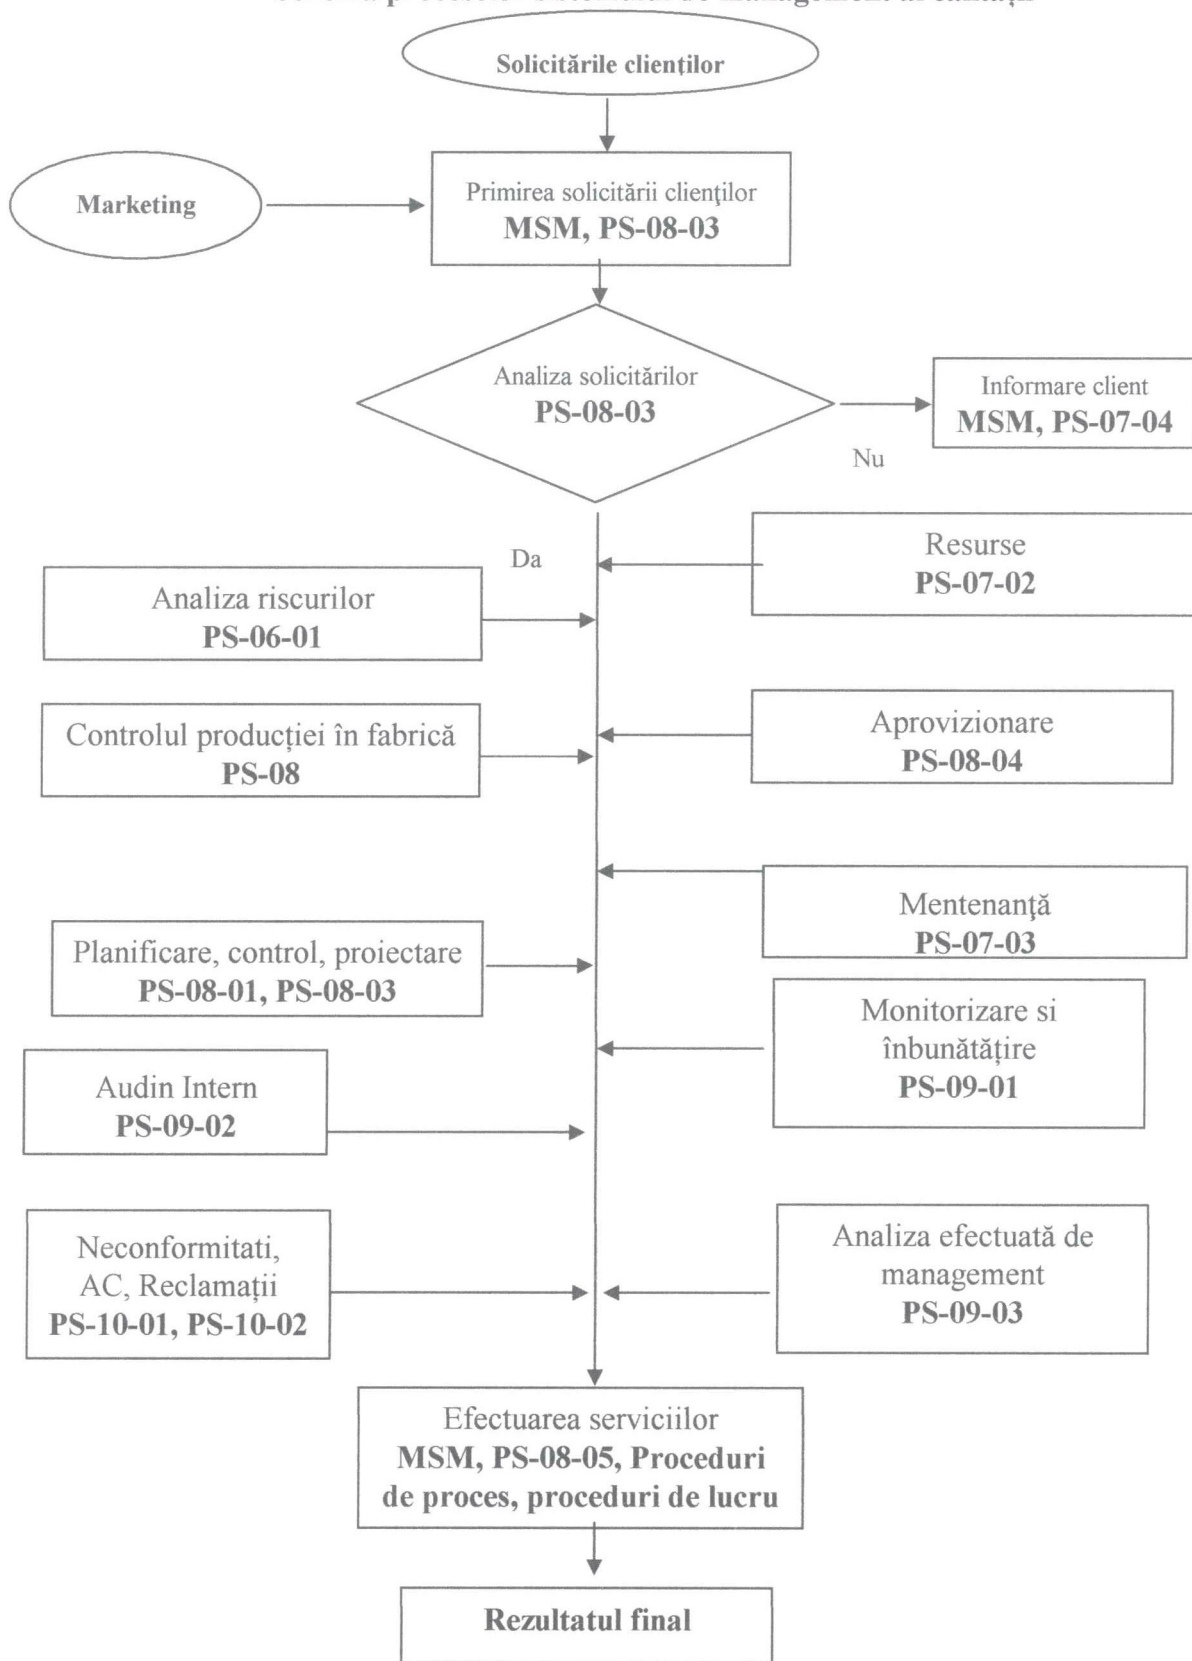 Solicitările clienților
Marketing
Primirea solicitării clienţilor
MSM, PS-08-03
Analiza solicitărilor
PS-08-03
Informare client
MSM, PS-07-04
Nu
Da
Resurse
PS-07-02
Analiza riscurilor
PS-06-01
Controlul producției în fabrică
PS-08
Aprovizionare
PS-08-04
Mentenanţă
PS-07-03
Planificare, control, proiectare
PS-08-01, PS-08-03
Monitorizare si
înbunătățire
PS-09-01
Audin Intern
PS-09-02
Neconformitati,
AC, Reclamații
PS-10-01, PS-10-02
Analiza efectuată de
management
PS-09-03
Efectuarea serviciilor
MSM, PS-08-05, Proceduri
de proces, proceduri de lucru
Rezultatul final